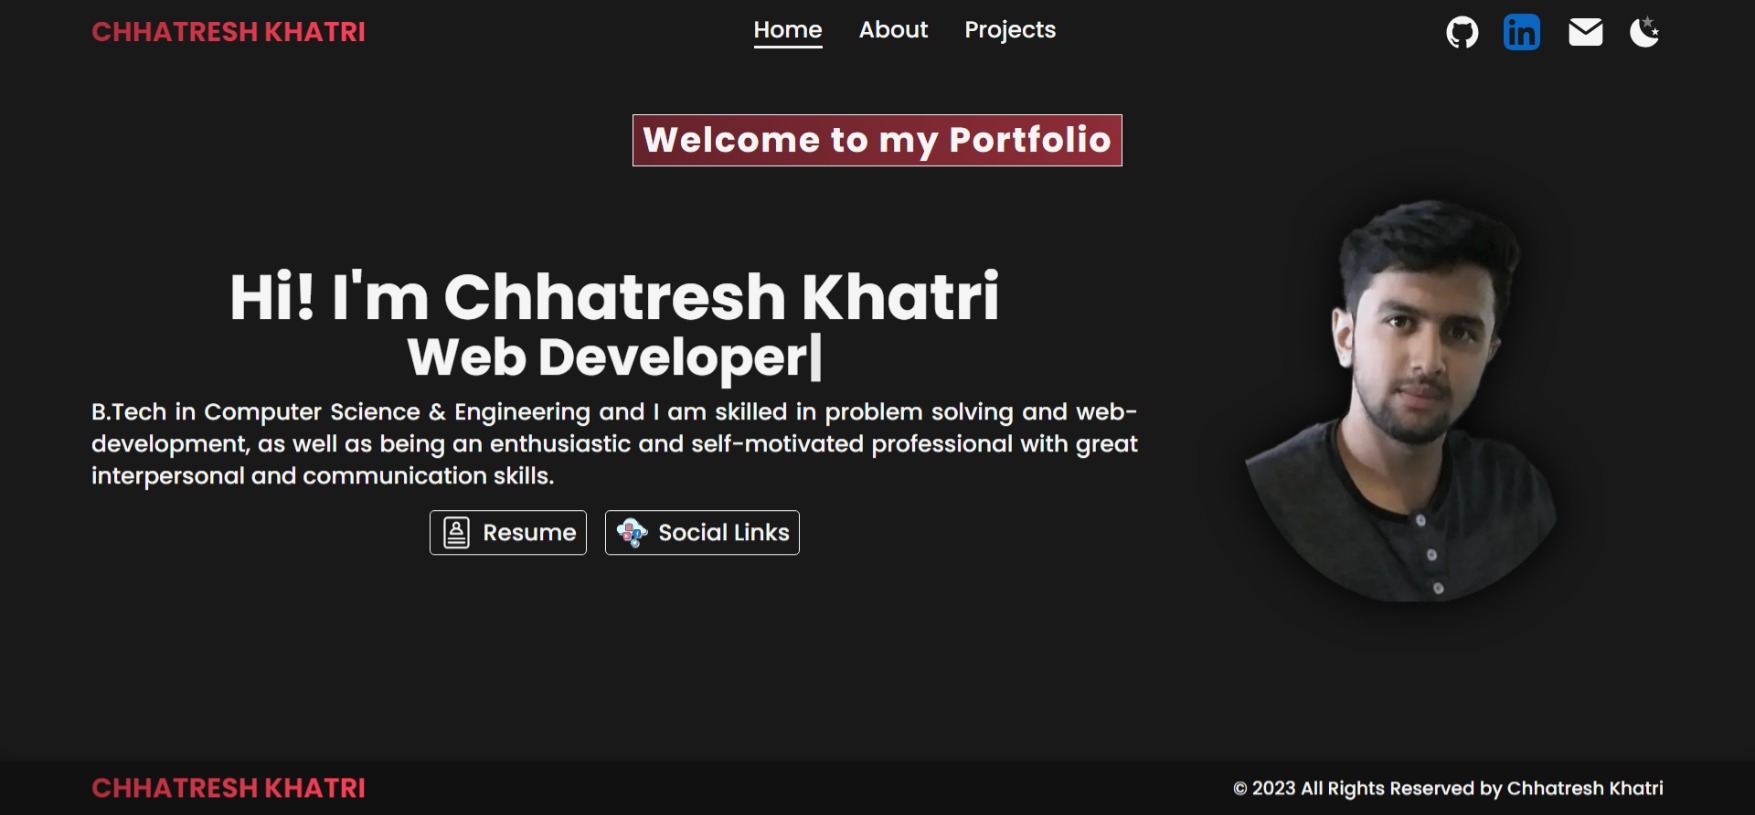 CHHATRESH KHATRI
Home About Projects
Welcome to my Portfolio
Hi! I'm Chhatresh Khatri
Web Developer|
B.Tech in Computer Science & Engineering and I am skilled in problem solving and web-
development, as well as being an enthusiastic and self-motivated professional with great
interpersonal and communication skills.
Resume Social Links
CHHATRESH KHATRI
© 2023 All Rights Reserved by Chhatresh Khatri